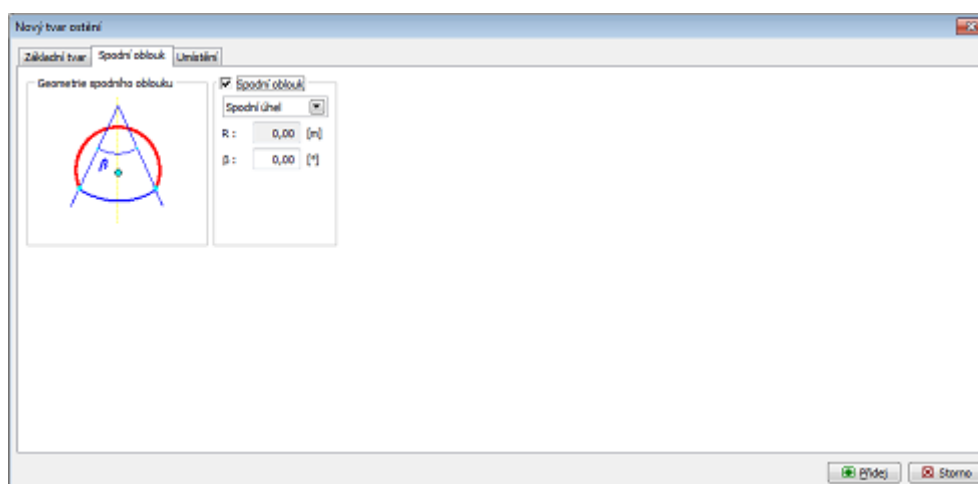 Nový tvar ostění
Základní tvar Spodní oblouk Umístění
Geometrie spodního oblouku
Spodní oblouk
Spodní úhel
R : 0,00 [m]
β : 0,00 [°]
β
Přidej Storno